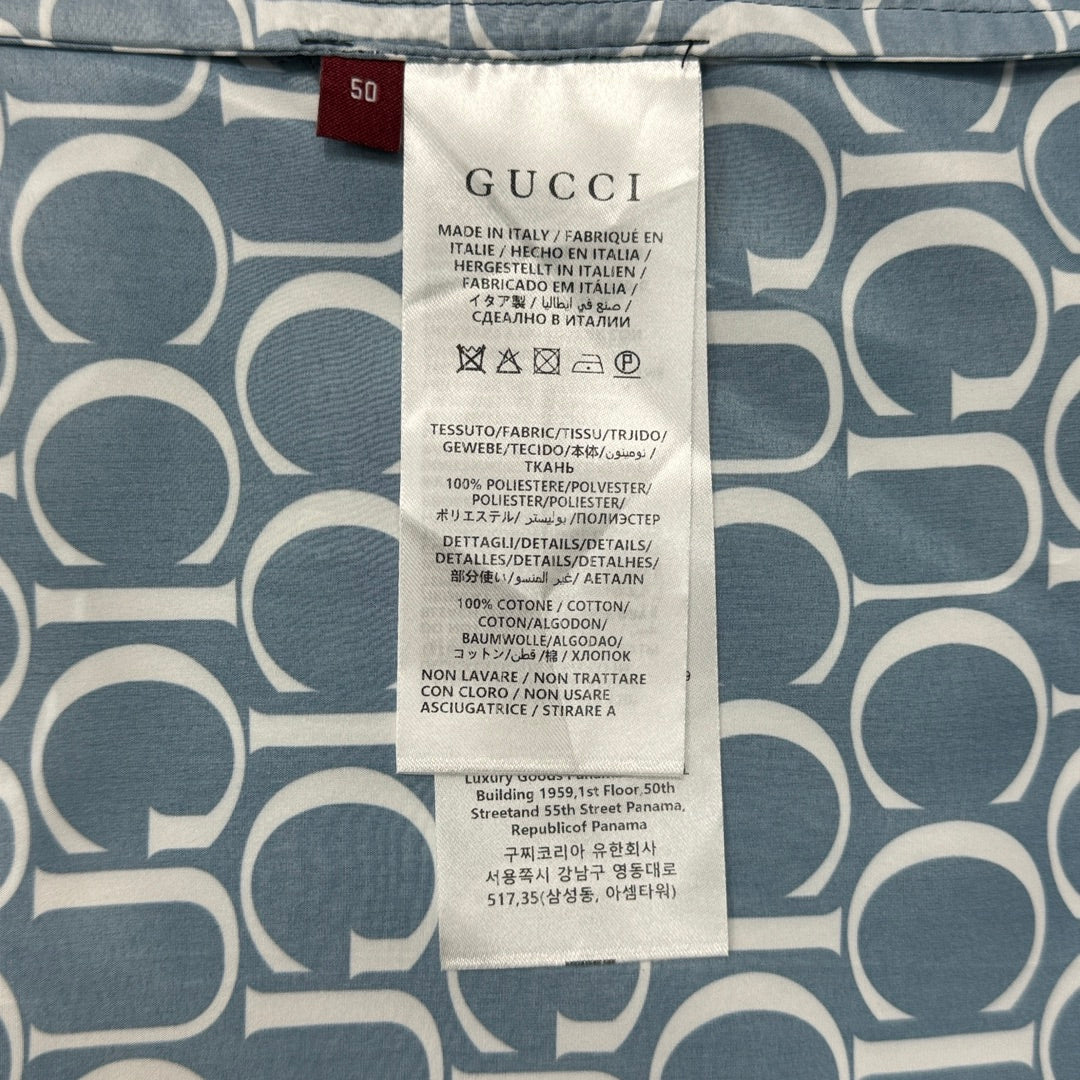 50
GUCCI
MADE IN ITALY / FABRIQUÉ EN
ITALIE / HECHO EN ITALIA /
HERGESTELLT IN ITALIEN /
FABRICADO EM ITÁLIA /
イタア製 / صنع في ايطاليا /
СДЕАЛНО В ИТАЛИИ
P
TESSUTO/FABRIC/TISSU/TRJIDO/
GEWEBE/TECIDO/本体/نومينون /
ТКАНЬ
100% POLIESTERE/POLVESTER/
POLIESTER/POLIESTER/
ポリエステル/ بوليستر /ПОЛИЭСТЕР
DETTAGLI/DETAILS/DETAILS/
DETALLES/DETAILS/DETALHES/
部分使い/غير المنسو/ АЕТАЛN
100% COTONE / COTTON/
COTON/ALGODON/
BAUMWOLLE/ALGODAO/
コットン/قطن/棉 / ХЛОПОК
NON LAVARE / NON TRATTARE
CON CLORO / NON USARE
ASCIUGATRICE / STIRARE A
9
Luxury Goods
Building 1959,1st Floor,50th
Streetand 55th Street Panama,
Republicof Panama
구찌코리아 유한회사
서용쪽시 강남구 영동대로
517,35(삼성동, 아셈타워)